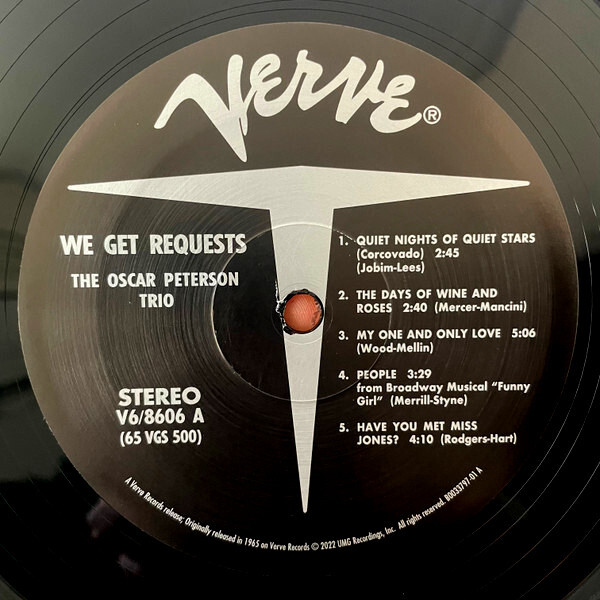 VERVE®
WE GET REQUESTS
THE OSCAR PETERSON
TRIO
STEREO
V6/8606 A
(65 VGS 500)
1. QUIET NIGHTS OF QUIET STARS
(Corcovado) 2:45
(Jobim-Lees)
2. THE DAYS OF WINE AND
ROSES 2:40 (Mercer-Mancini)
3. MY ONE AND ONLY LOVE 5:06
(Wood-Mellin)
4. PEOPLE 3:29
from Broadway Musical "Funny
Girl" (Merrill-Styne)
5. HAVE YOU MET MISS
JONES? 4:10 (Rodgers-Hart)
A Verve Records release; Originally released in 1965 on Verve Records © 2022 UMG Recordings, Inc. All rights reserved. B0033797-01 A